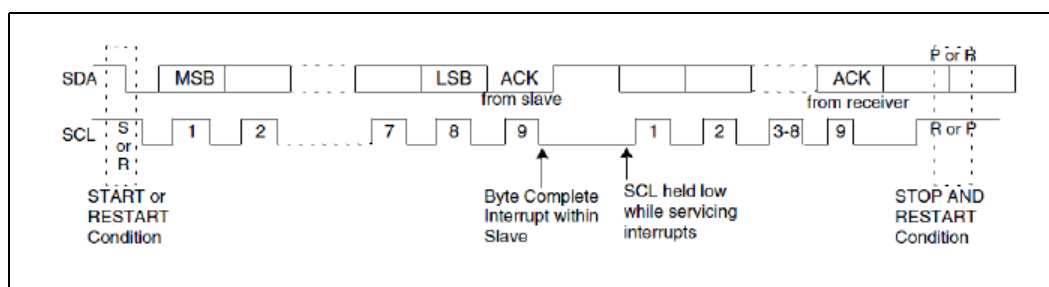 P or R
SDA MSB LSB ACK ACK
from slave from receiver
SCL S or R 1 2 7 8 9 1 2 3-8 9 R or P
START or
RESTART
Condition
Byte Complete
Interrupt within
Slave
SCL held low
while servicing
interrupts
STOP AND
RESTART
Condition